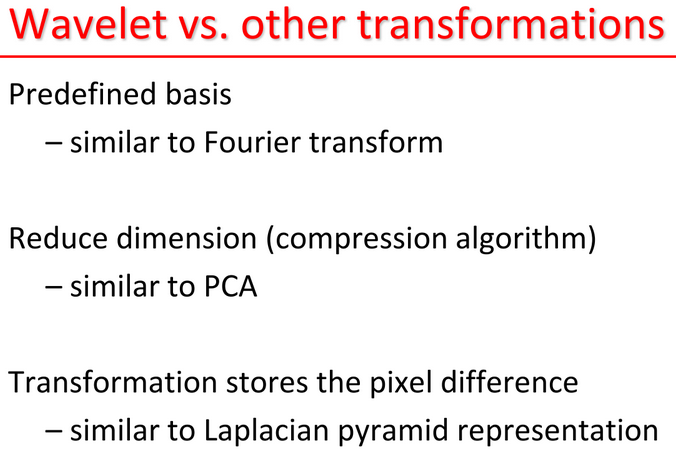 Wavelet vs. other transformations
Predefined basis
– similar to Fourier transform
Reduce dimension (compression algorithm)
– similar to PCA
Transformation stores the pixel difference
– similar to Laplacian pyramid representation